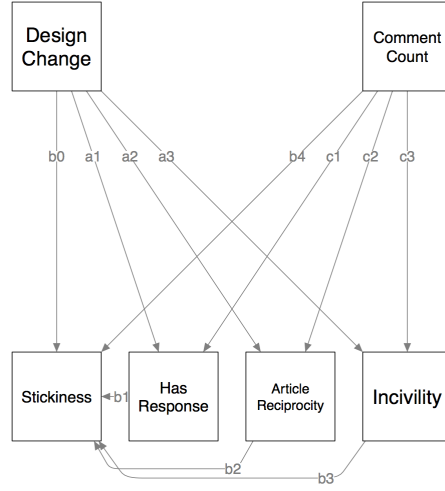 Design
Change
Comment
Count
b0
a1
a2
a3
b4
c1
c2
c3
Stickiness
b1
Has
Response
Article
Reciprocity
Incivility
b2
b3